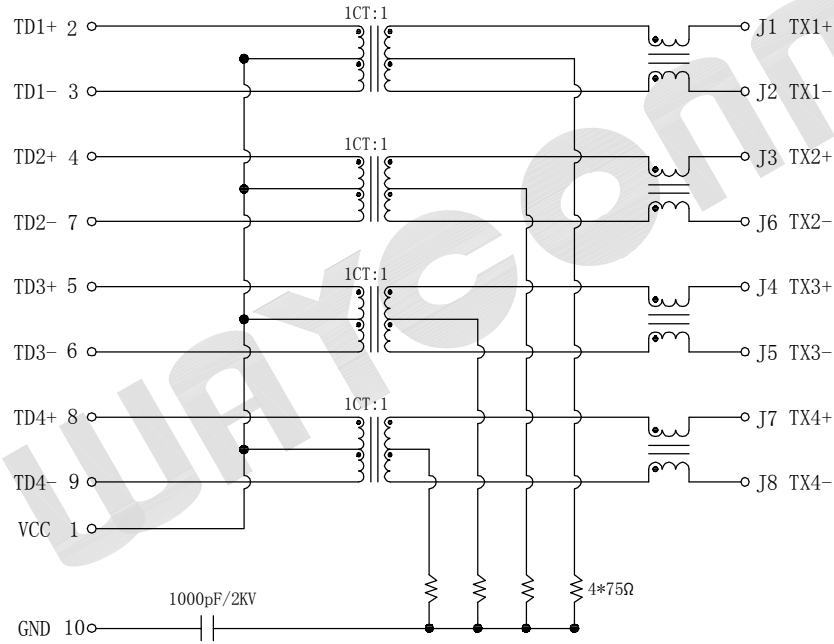 1CT:1
TD1+ 2 J1 TX1+
TD1- 3 J2 TX1-
1CT:1
TD2+ 4 J3 TX2+
TD2- 7 J6 TX2-
1CT:1
TD3+ 5 J4 TX3+
TD3- 6 J5 TX3-
1CT:1
TD4+ 8 J7 TX4+
TD4- 9 J8 TX4-
VCC 1
4*75Ω
1000pF/2KV
GND 10
WAYCONN